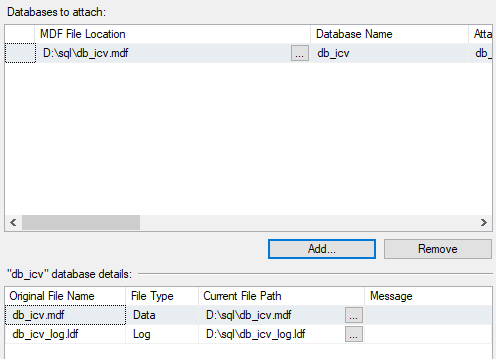 Databases to attach:
MDF File Location Database Name Atta
D:\sql\db_icv.mdf ... db_icv db_
Add... Remove
"db_icv" database details:
Original File Name File Type Current File Path Message
db_icv.mdf Data D:\sql\db_icv.mdf ...
db_icv_log.ldf Log D:\sql\db_icv_log.ldf ...